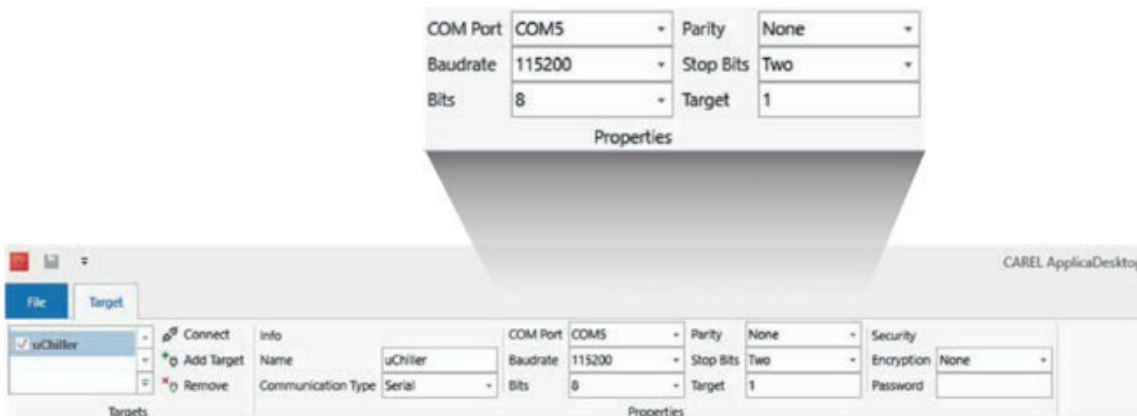 COM Port COM5 Parity None
Baudrate 115200 Stop Bits Two
Bits 8 Target 1
Properties
CAREL ApplicaDesktop
File Target
uChiller Connect Info COM Port COM5 Parity None Security
Add Target Name uChiller Baudrate 115200 Stop Bits Two Encryption None
Remove Communication Type Serial Bits 8 Target 1 Password
Targets Properties